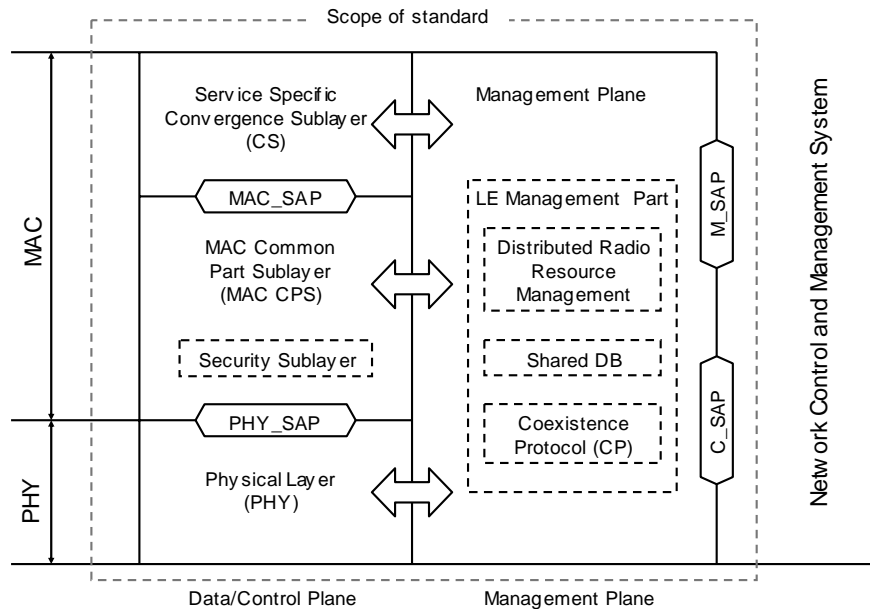 Scope of standard
Service Specific
Convergence Sublayer
(CS)
Management Plane
MAC_SAP
LE Management Part
MAC Common
Part Sublayer
(MAC CPS)
Distributed Radio
Resource
Management
Security Sublayer
Shared DB
PHY_SAP
Coexistence
Protocol (CP)
Physical Layer
(PHY)
MAC
PHY
M_SAP
C_SAP
Network Control and Management System
Data/Control Plane
Management Plane